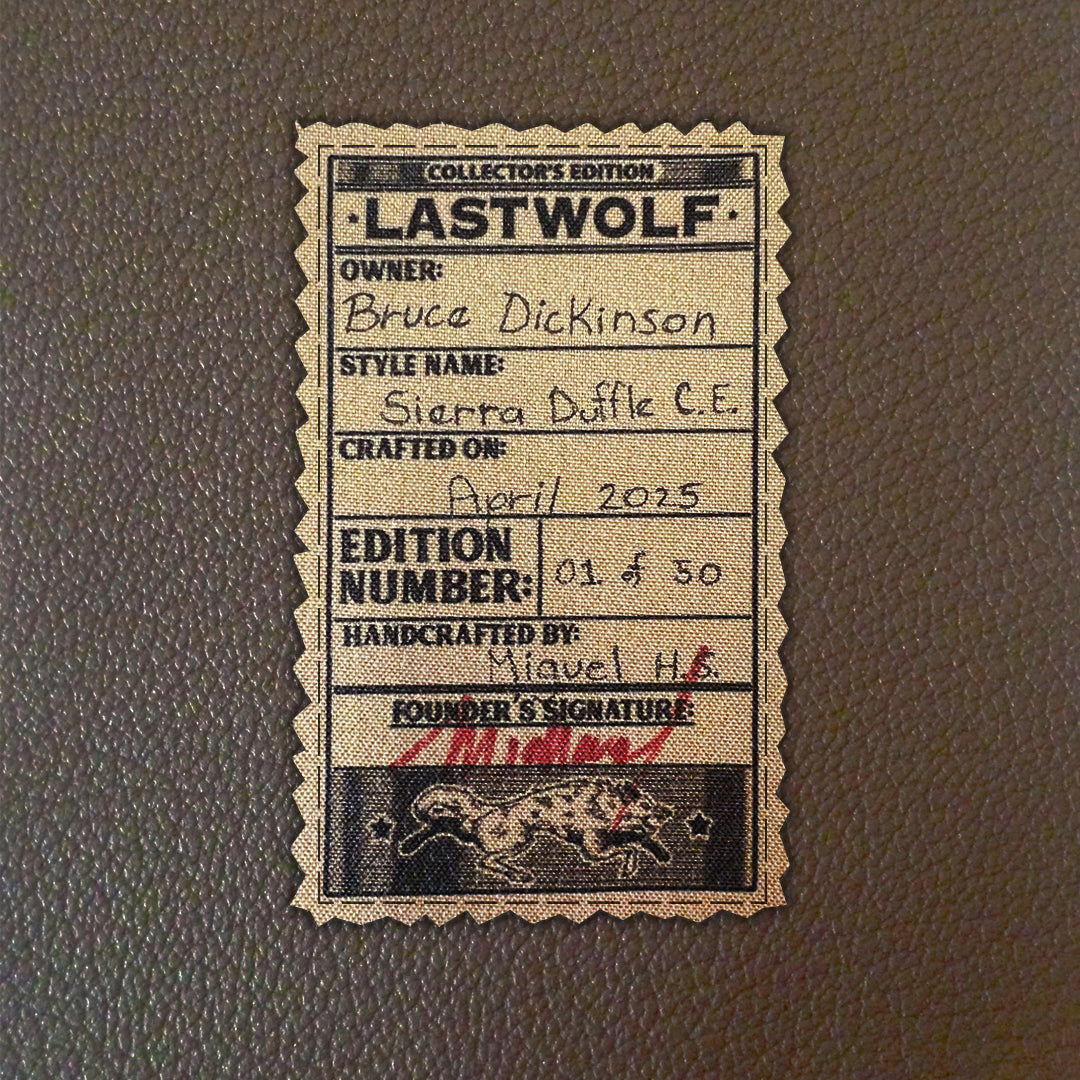 COLLECTOR'S EDITION
·LASTWOLF·
OWNER:
Bruce Dickinson
STYLE NAME:
Sierra Duffle C.E.
CRAFTED ON:
April 2025
EDITION
NUMBER:
01 of 50
HANDCRAFTED BY:
Miguel H.S.
FOUNDER'S SIGNATURE: